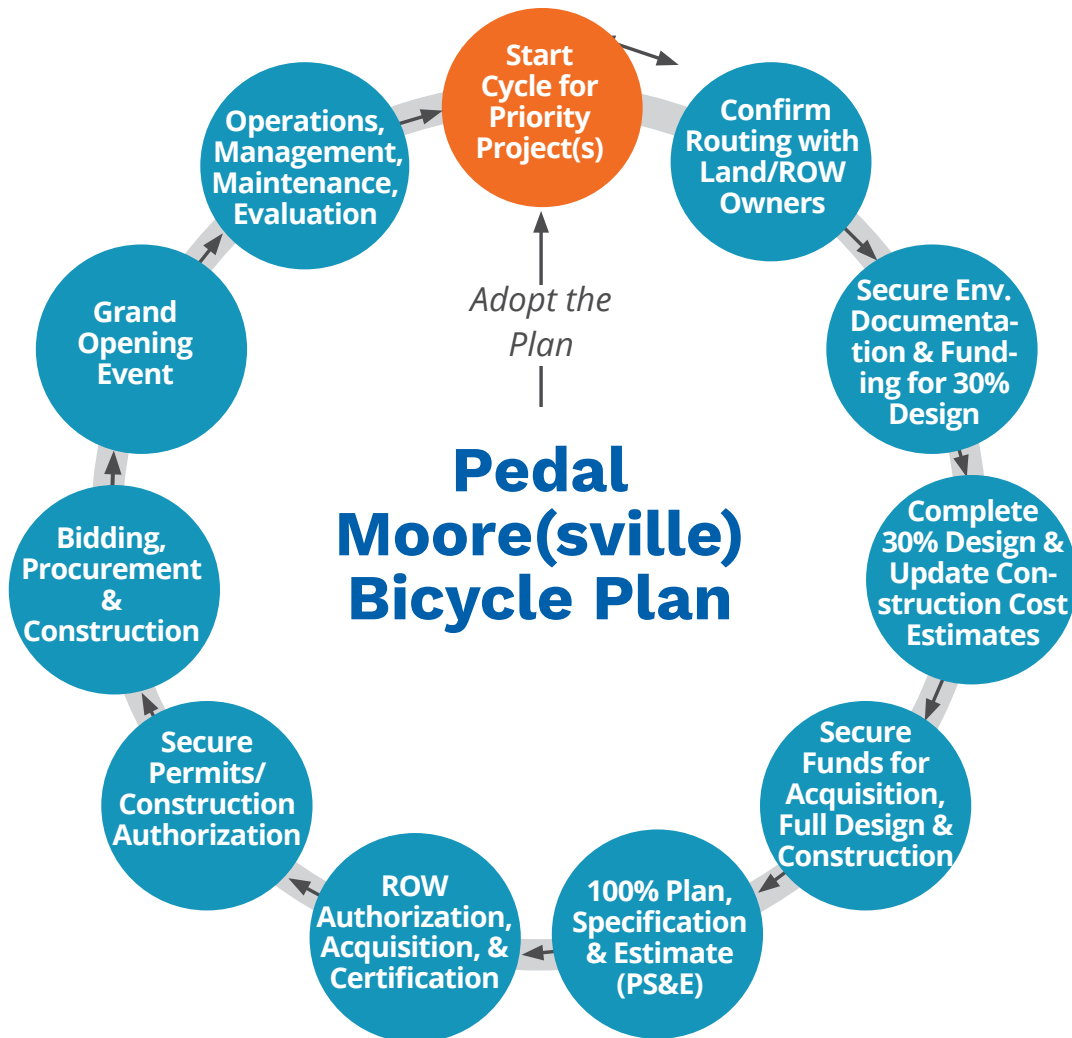 Start
Cycle for
Priority
Project(s)
Confirm
Routing with
Land/ROW
Owners
Secure Env.
Documenta-
tion & Fund-
ing for 30%
Design
Complete
30% Design &
Update Con-
struction Cost
Estimates
Secure
Funds for
Acquisition,
Full Design &
Construction
100% Plan,
Specification
& Estimate
(PS&E)
ROW
Authorization,
Acquisition, &
Certification
Secure
Permits/
Construction
Authorization
Bidding,
Procurement
&
Construction
Grand
Opening
Event
Operations,
Management,
Maintenance,
Evaluation
Adopt the
Plan
Pedal
Moore(sville)
Bicycle Plan